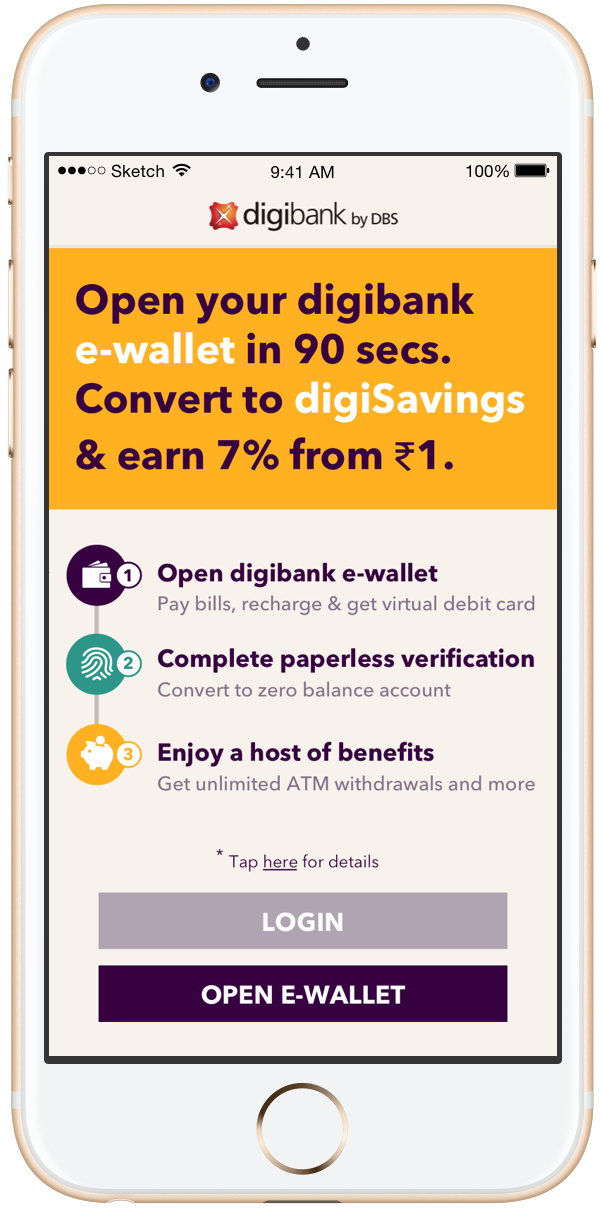 Sketch 9:41 AM 100%
digibank by DBS
Open your digibank
e-wallet in 90 secs.
Convert to digiSavings
& earn 7% from ₹1.
1 Open digibank e-wallet
Pay bills, recharge & get virtual debit card
2 Complete paperless verification
Convert to zero balance account
3 Enjoy a host of benefits
Get unlimited ATM withdrawals and more
* Tap here for details
LOGIN
OPEN E-WALLET